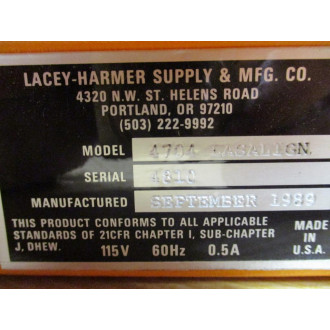 LACEY-HARMER SUPPLY & MFG. CO.
4320 N.W. ST. HELENS ROAD
PORTLAND, OR 97210
(503) 222-9992
MODEL 470A LASALIGN
SERIAL
MANUFACTURED SEPTEMBER 1989
THIS PRODUCT CONFORMS TO ALL APPLICABLE
STANDARDS OF 21CFR CHAPTER I, SUB-CHAPTER
J, DHEW. 115V 60Hz 0.5A
MADE
IN
U.S.A.